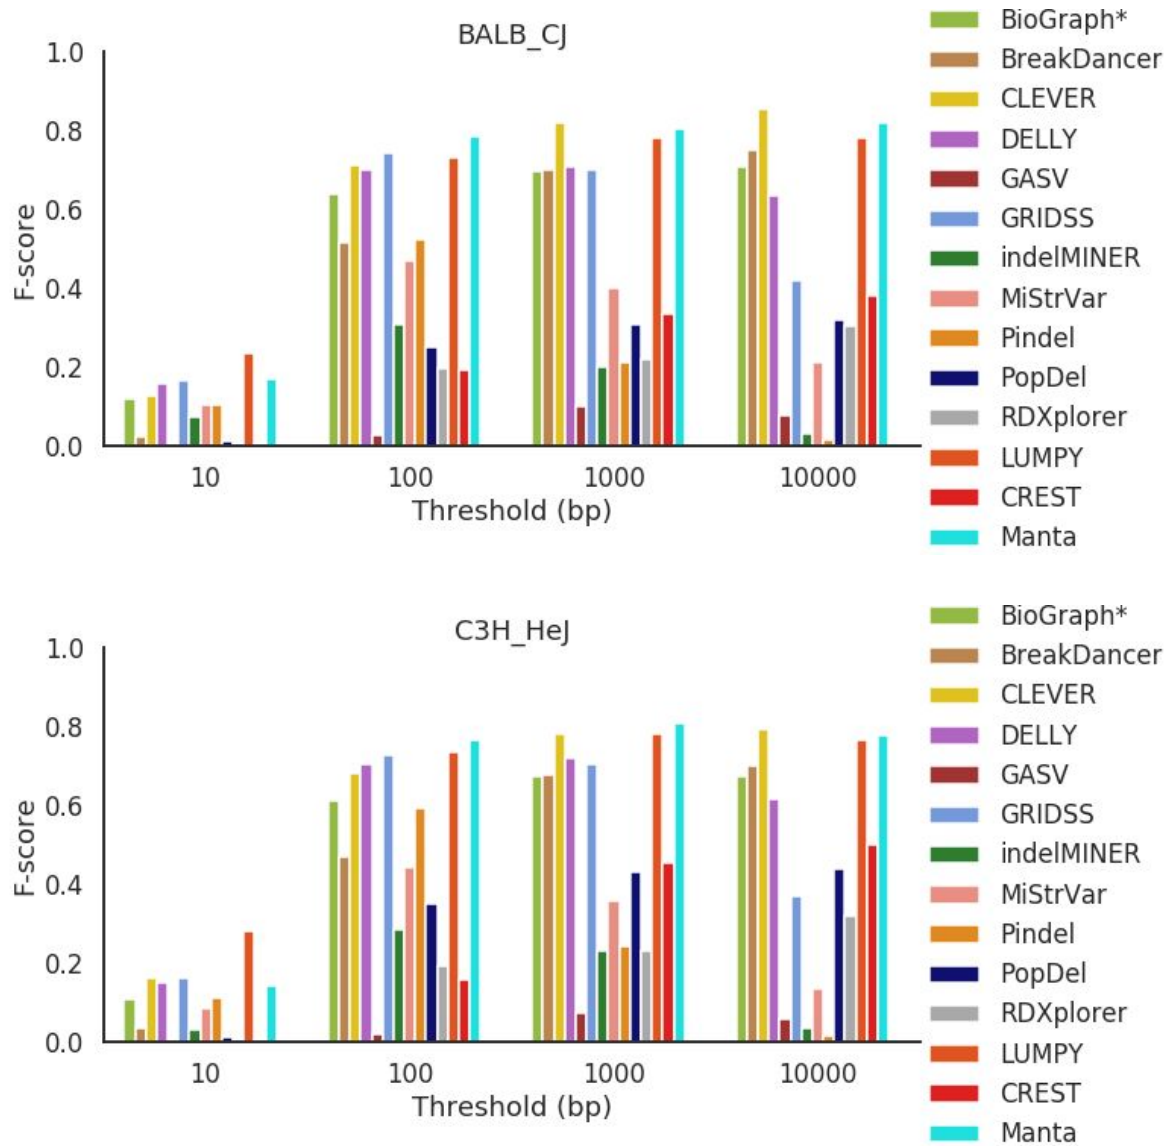 BALB_CJ
F-score
1.0
0.8
0.6
0.4
0.2
0.0
10 100 1000 10000
Threshold (bp)
BioGraph*
BreakDancer
CLEVER
DELLY
GASV
GRIDSS
indelMINER
MiStrVar
Pindel
PopDel
RDXplorer
LUMPY
CREST
Manta
C3H_HeJ
F-score
1.0
0.8
0.6
0.4
0.2
0.0
10 100 1000 10000
Threshold (bp)
BioGraph*
BreakDancer
CLEVER
DELLY
GASV
GRIDSS
indelMINER
MiStrVar
Pindel
PopDel
RDXplorer
LUMPY
CREST
Manta